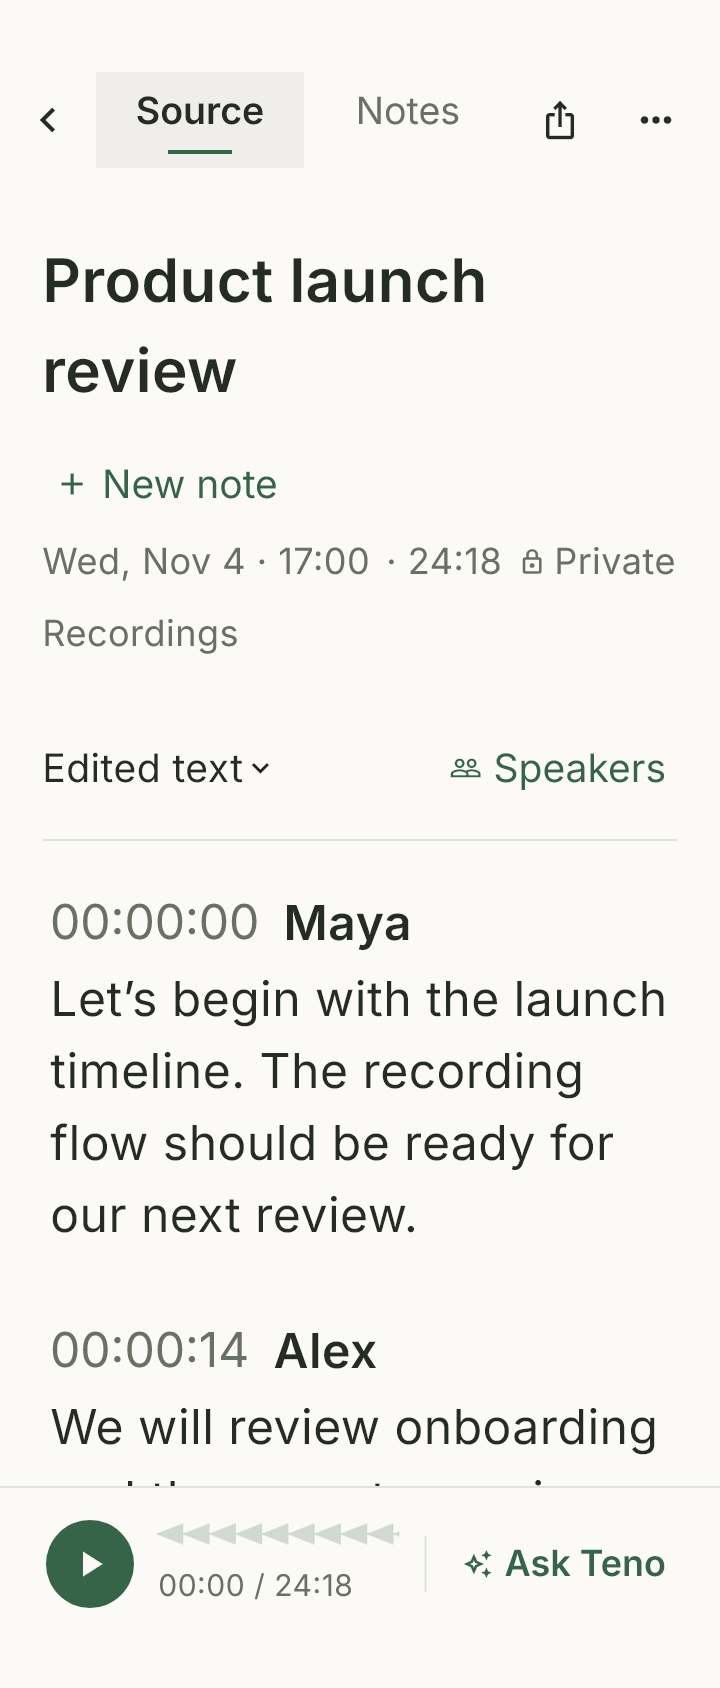 Source
Notes
Product launch
review
+ New note
Wed, Nov 4 · 17:00 · 24:18 Private
Recordings
Edited text
Speakers
00:00:00 Maya
Let’s begin with the launch
timeline. The recording
flow should be ready for
our next review.
00:00:14 Alex
We will review onboarding
00:00 / 24:18
Ask Teno